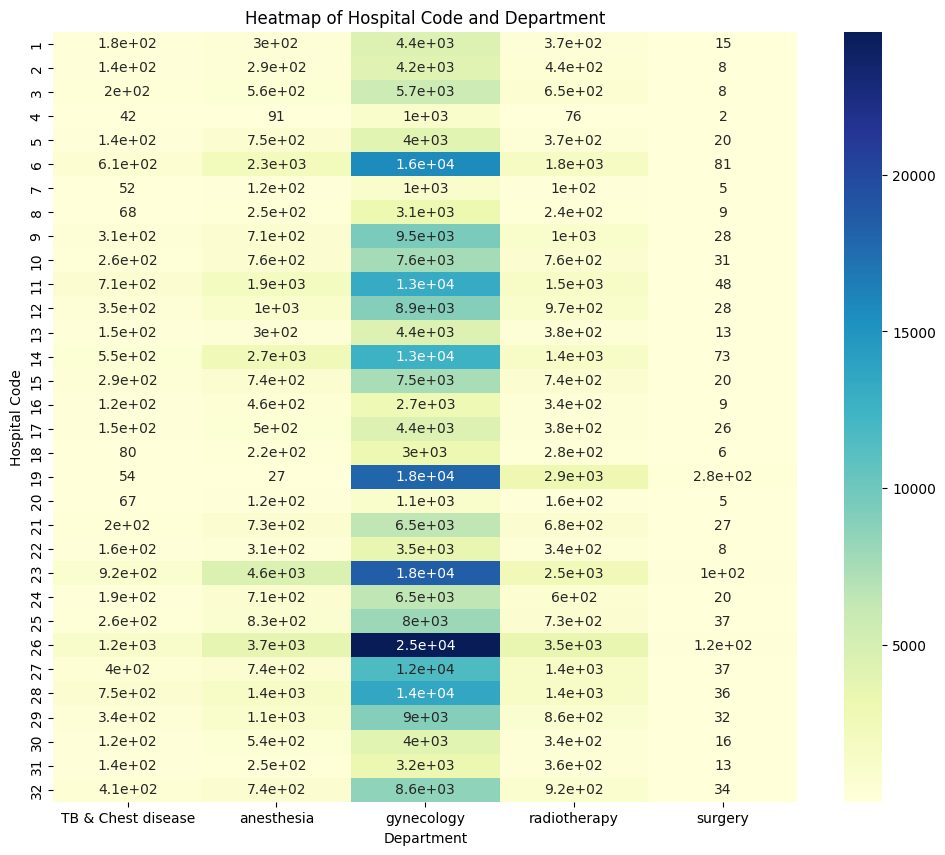 Heatmap of Hospital Code and Department
1 1.8e+02 3e+02 4.4e+03 3.7e+02 15
2 1.4e+02 2.9e+02 4.2e+03 4.4e+02 8
3 2e+02 5.6e+02 5.7e+03 6.5e+02 8
4 42 91 1e+03 76 2
5 1.4e+02 7.5e+02 4e+03 3.7e+02 20
6 6.1e+02 2.3e+03 1.6e+04 1.8e+03 81
7 52 1.2e+02 1e+03 1e+02 5
8 68 2.5e+02 3.1e+03 2.4e+02 9
9 3.1e+02 7.1e+02 9.5e+03 1e+03 28
10 2.6e+02 7.6e+02 7.6e+03 7.6e+02 31
11 7.1e+02 1.9e+03 1.3e+04 1.5e+03 48
12 3.5e+02 1e+03 8.9e+03 9.7e+02 28
13 1.5e+02 3e+02 4.4e+03 3.8e+02 13
14 5.5e+02 2.7e+03 1.3e+04 1.4e+03 73
15 2.9e+02 7.4e+02 7.5e+03 7.4e+02 20
16 1.2e+02 4.6e+02 2.7e+03 3.4e+02 9
17 1.5e+02 5e+02 4.4e+03 3.8e+02 26
18 80 2.2e+02 3e+03 2.8e+02 6
19 54 27 1.8e+04 2.9e+03 2.8e+02
20 67 1.2e+02 1.1e+03 1.6e+02 5
21 2e+02 7.3e+02 6.5e+03 6.8e+02 27
22 1.6e+02 3.1e+02 3.5e+03 3.4e+02 8
23 9.2e+02 4.6e+03 1.8e+04 2.5e+03 1e+02
24 1.9e+02 7.1e+02 6.5e+03 6e+02 20
25 2.6e+02 8.3e+02 8e+03 7.3e+02 37
26 1.2e+03 3.7e+03 2.5e+04 3.5e+03 1.2e+02
27 4e+02 7.4e+02 1.2e+04 1.4e+03 37
28 7.5e+02 1.4e+03 1.4e+04 1.4e+03 36
29 3.4e+02 1.1e+03 9e+03 8.6e+02 32
30 1.2e+02 5.4e+02 4e+03 3.4e+02 16
31 1.4e+02 2.5e+02 3.2e+03 3.6e+02 13
32 4.1e+02 7.4e+02 8.6e+03 9.2e+02 34
Hospital Code
TB & Chest disease anesthesia gynecology radiotherapy surgery
Department
20000
15000
10000
5000